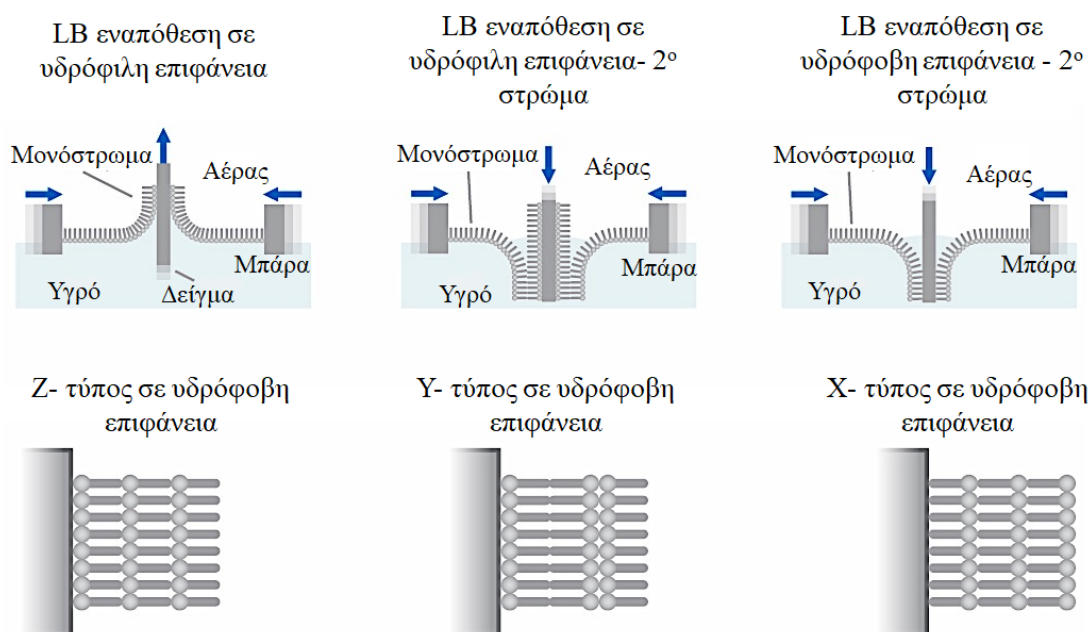 LB εναπόθεση σε
υδρόφιλη επιφάνεια
LB εναπόθεση σε
υδρόφιλη επιφάνεια- 2ο
στρώμα
LB εναπόθεση σε
υδρόφοβη επιφάνεια - 2ο
στρώμα
Μονόστρωμα
Αέρας
Μπάρα
Υγρό
Δείγμα
Μονόστρωμα
Αέρας
Μπάρα
Υγρό
Μονόστρωμα
Αέρας
Μπάρα
Υγρό
Z- τύπος σε υδρόφοβη
επιφάνεια
Y- τύπος σε υδρόφοβη
επιφάνεια
X- τύπος σε υδρόφοβη
επιφάνεια